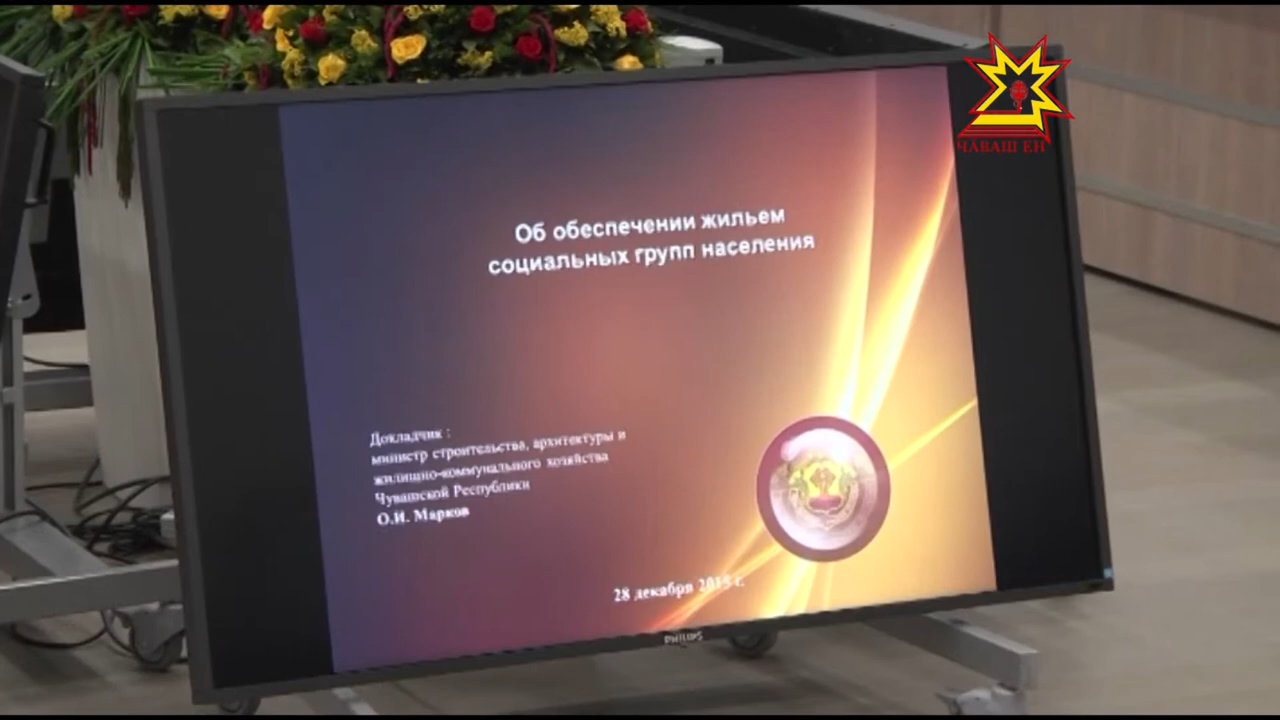 ЧӐВАШ ЕН
Об обеспечении жильем
социальных групп населения
Докладчик :
министр строительства, архитектуры и
жилищно-коммунального хозяйства
Чувашской Республики
О.И. Марков
28 декабря 2015 г.
PHILIPS